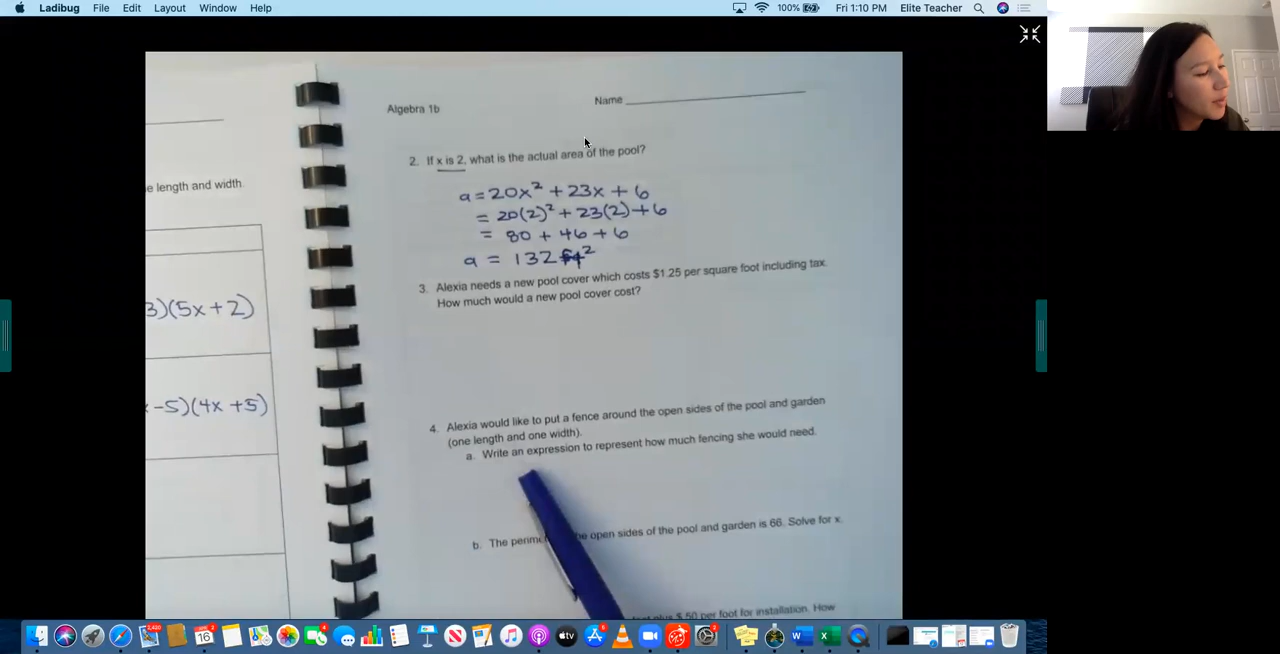 Ladibug File Edit Layout Window Help 100% Fri 1:10 PM Elite Teacher
Algebra 1b
Name
2. If x is 2, what is the actual area of the pool?
e length and width.
a = 20x² + 23x + 6
= 20(2)² + 23(2) + 6
= 80 + 46 + 6
a = 132 ft²
3. Alexia needs a new pool cover which costs $1.25 per square foot including tax.
How much would a new pool cover cost?
3)(5x + 2)
-5)(4x + 5)
4. Alexia would like to put a fence around the open sides of the pool and garden
(one length and one width).
a. Write an expression to represent how much fencing she would need.
b. The open sides of the pool and garden is 66. Solve for x.
$.50 per foot for installation. How